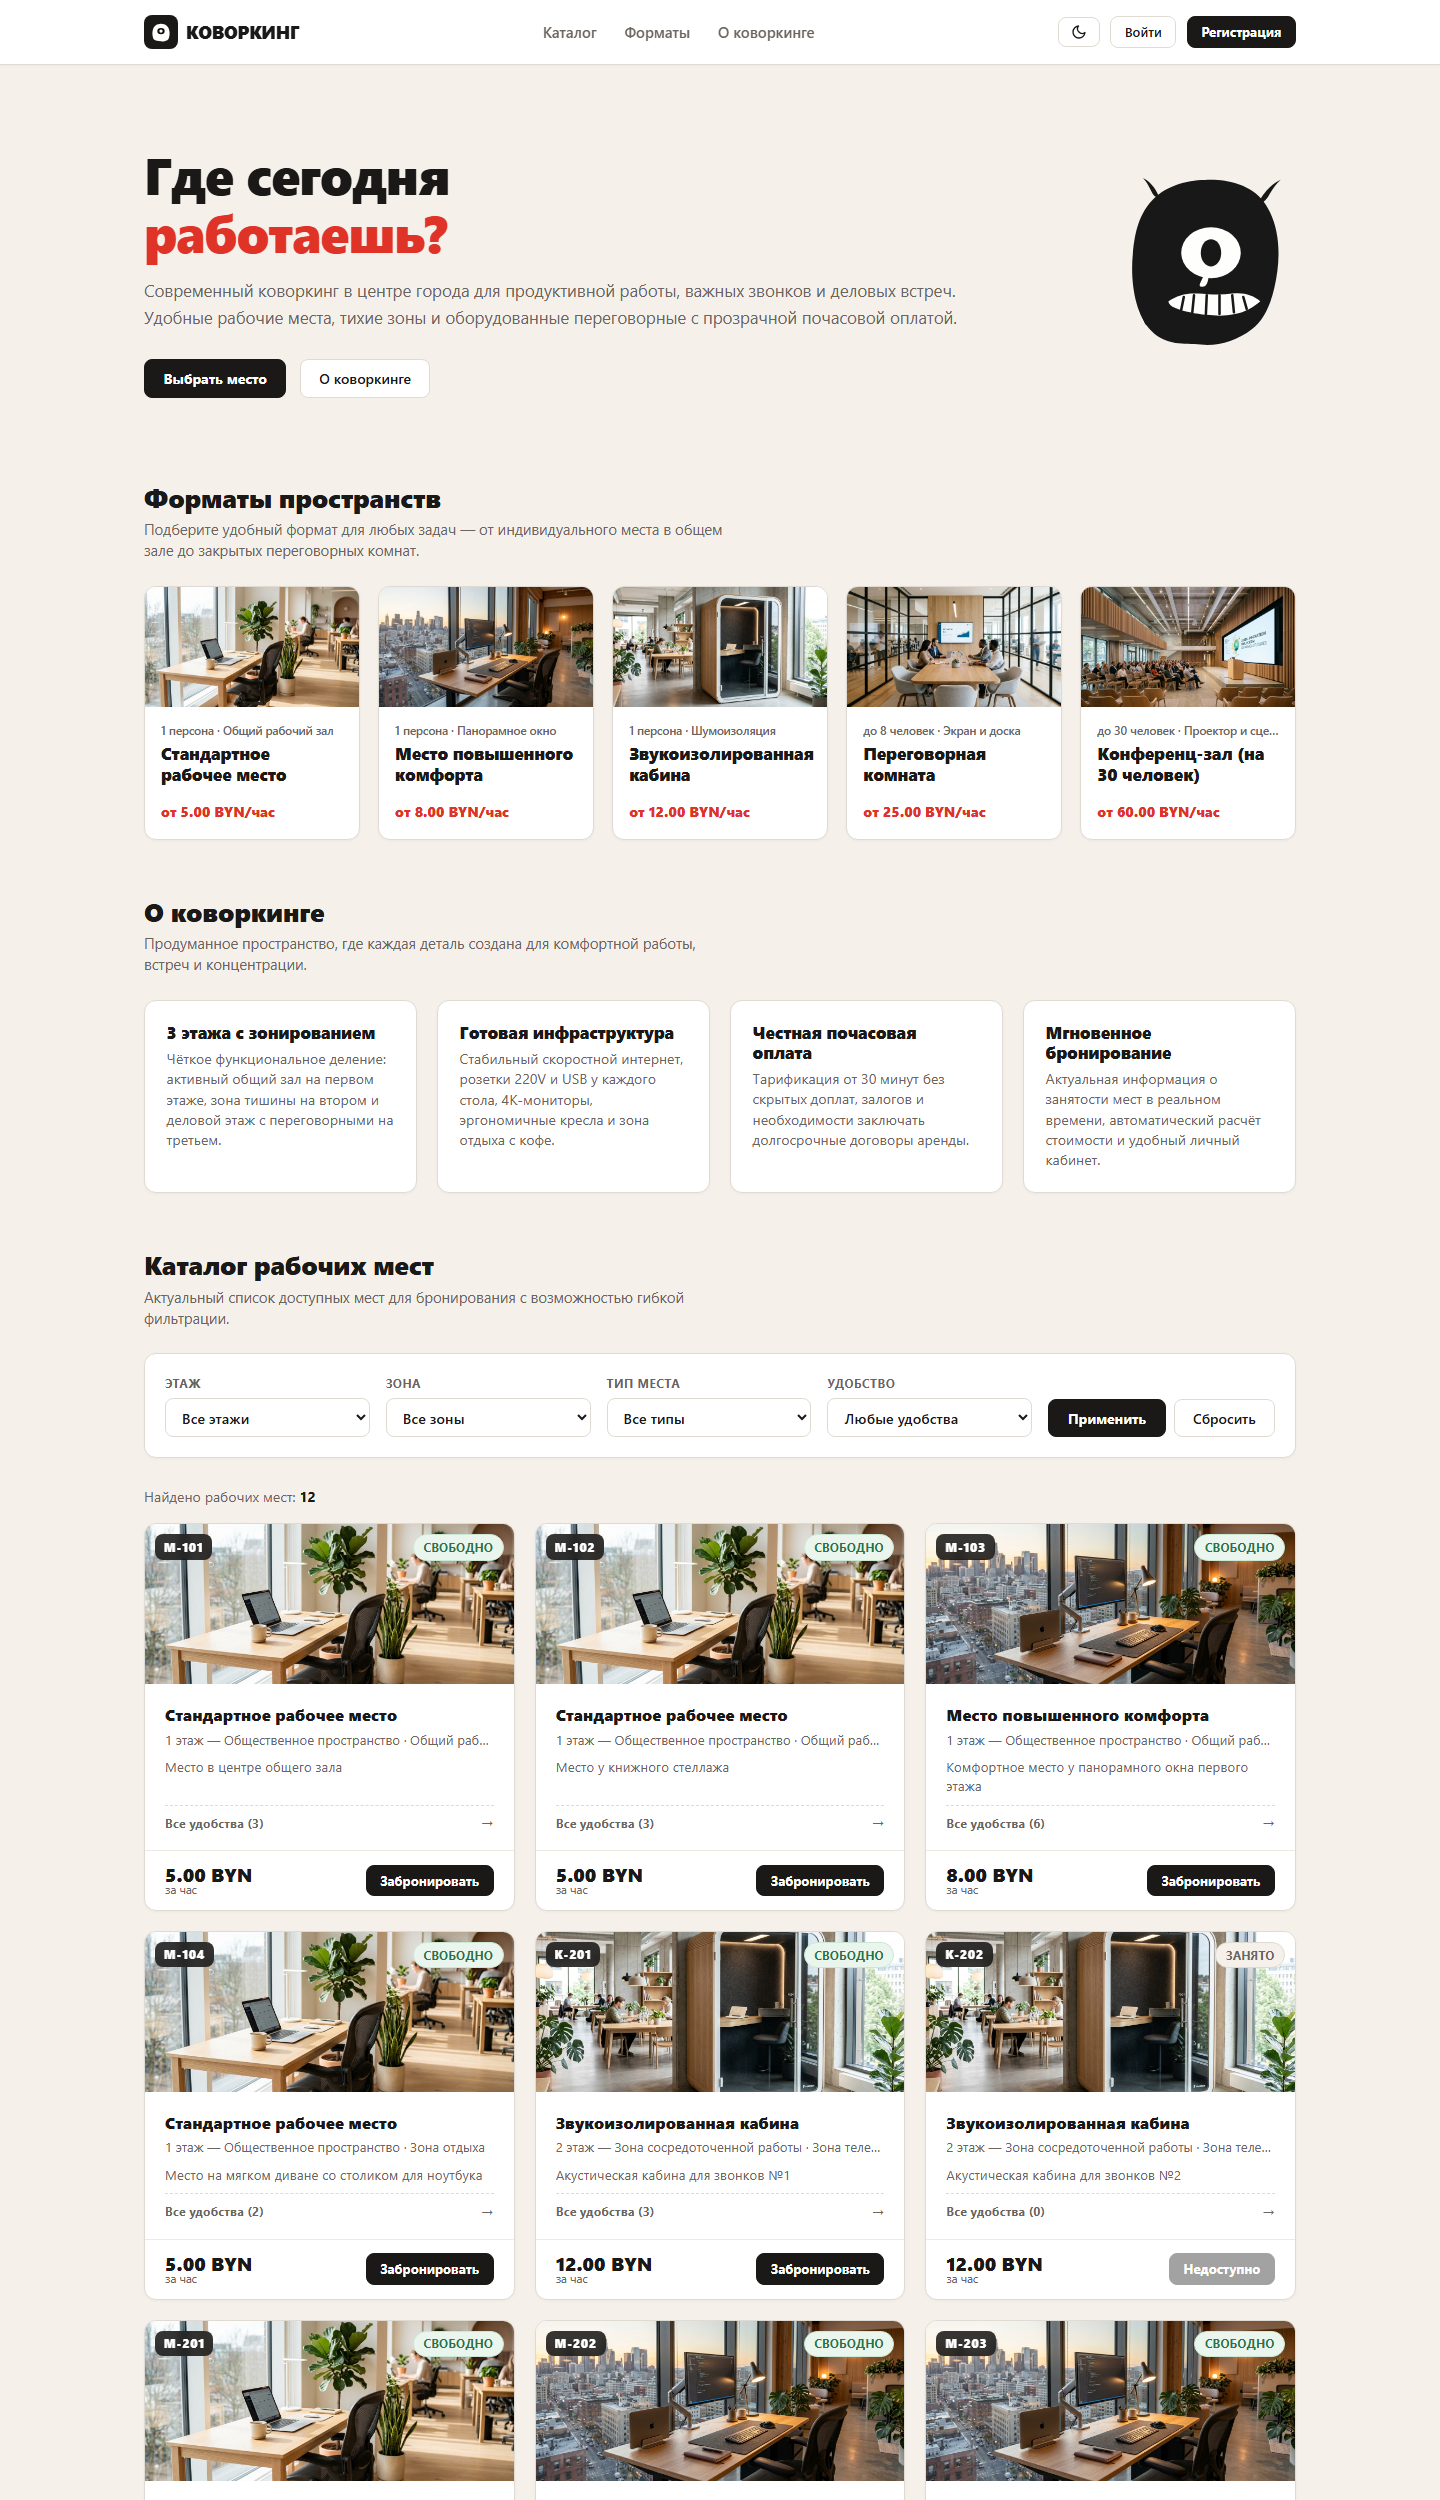 КОВОРКИНГ
Каталог
Форматы
О коворкинге
Войти
Регистрация
Где сегодня
работаешь?
Современный коворкинг в центре города для продуктивной работы, важных звонков и деловых встреч.
Удобные рабочие места, тихие зоны и оборудованные переговорные с прозрачной почасовой оплатой.
Выбрать место
О коворкинге
Форматы пространств
Подберите удобный формат для любых задач — от индивидуального места в общем
зале до закрытых переговорных комнат.
1 персона · Общий рабочий зал
Стандартное
рабочее место
от 5.00 BYN/час
1 персона · Панорамное окно
Место повышенного
комфорта
от 8.00 BYN/час
1 персона · Шумоизоляция
Звукоизолированная
кабина
от 12.00 BYN/час
до 8 человек · Экран и доска
Переговорная
комната
от 25.00 BYN/час
до 30 человек · Проектор и сце...
Конференц-зал (на
30 человек)
от 60.00 BYN/час
О коворкинге
Продуманное пространство, где каждая деталь создана для комфортной работы,
встреч и концентрации.
3 этажа с зонированием
Чёткое функциональное деление:
активный общий зал на первом
этаже, зона тишины на втором и
деловой этаж с переговорными на
третьем.
Готовая инфраструктура
Стабильный скоростной интернет,
розетки 220V и USB у каждого
стола, 4K-мониторы,
эргономичные кресла и зона
отдыха с кофе.
Честная почасовая
оплата
Тарификация от 30 минут без
скрытых доплат, залогов и
необходимости заключать
долгосрочные договоры аренды.
Мгновенное
бронирование
Актуальная информация о
занятости мест в реальном
времени, автоматический расчёт
стоимости и удобный личный
кабинет.
Каталог рабочих мест
Актуальный список доступных мест для бронирования с возможностью гибкой
фильтрации.
ЭТАЖ
Все этажи
ЗОНА
Все зоны
ТИП МЕСТА
Все типы
УДОБСТВО
Любые удобства
Применить
Сбросить
Найдено рабочих мест: 12
М-101
СВОБОДНО
Стандартное рабочее место
1 этаж — Общественное пространство · Общий раб...
Место в центре общего зала
Все удобства (3) →
5.00 BYN
за час
Забронировать
М-102
СВОБОДНО
Стандартное рабочее место
1 этаж — Общественное пространство · Общий раб...
Место у книжного стеллажа
Все удобства (3) →
5.00 BYN
за час
Забронировать
М-103
СВОБОДНО
Место повышенного комфорта
1 этаж — Общественное пространство · Общий раб...
Комфортное место у панорамного окна первого
этажа
Все удобства (6) →
8.00 BYN
за час
Забронировать
М-104
СВОБОДНО
Стандартное рабочее место
1 этаж — Общественное пространство · Зона отдыха
Место на мягком диване со столиком для ноутбука
Все удобства (2) →
5.00 BYN
за час
Забронировать
К-201
СВОБОДНО
Звукоизолированная кабина
2 этаж — Зона сосредоточенной работы · Зона теле...
Акустическая кабина для звонков №1
Все удобства (3) →
12.00 BYN
за час
Забронировать
К-202
ЗАНЯТО
Звукоизолированная кабина
2 этаж — Зона сосредоточенной работы · Зона теле...
Акустическая кабина для звонков №2
Все удобства (0) →
12.00 BYN
за час
Недоступно
М-201
СВОБОДНО
М-202
СВОБОДНО
М-203
СВОБОДНО